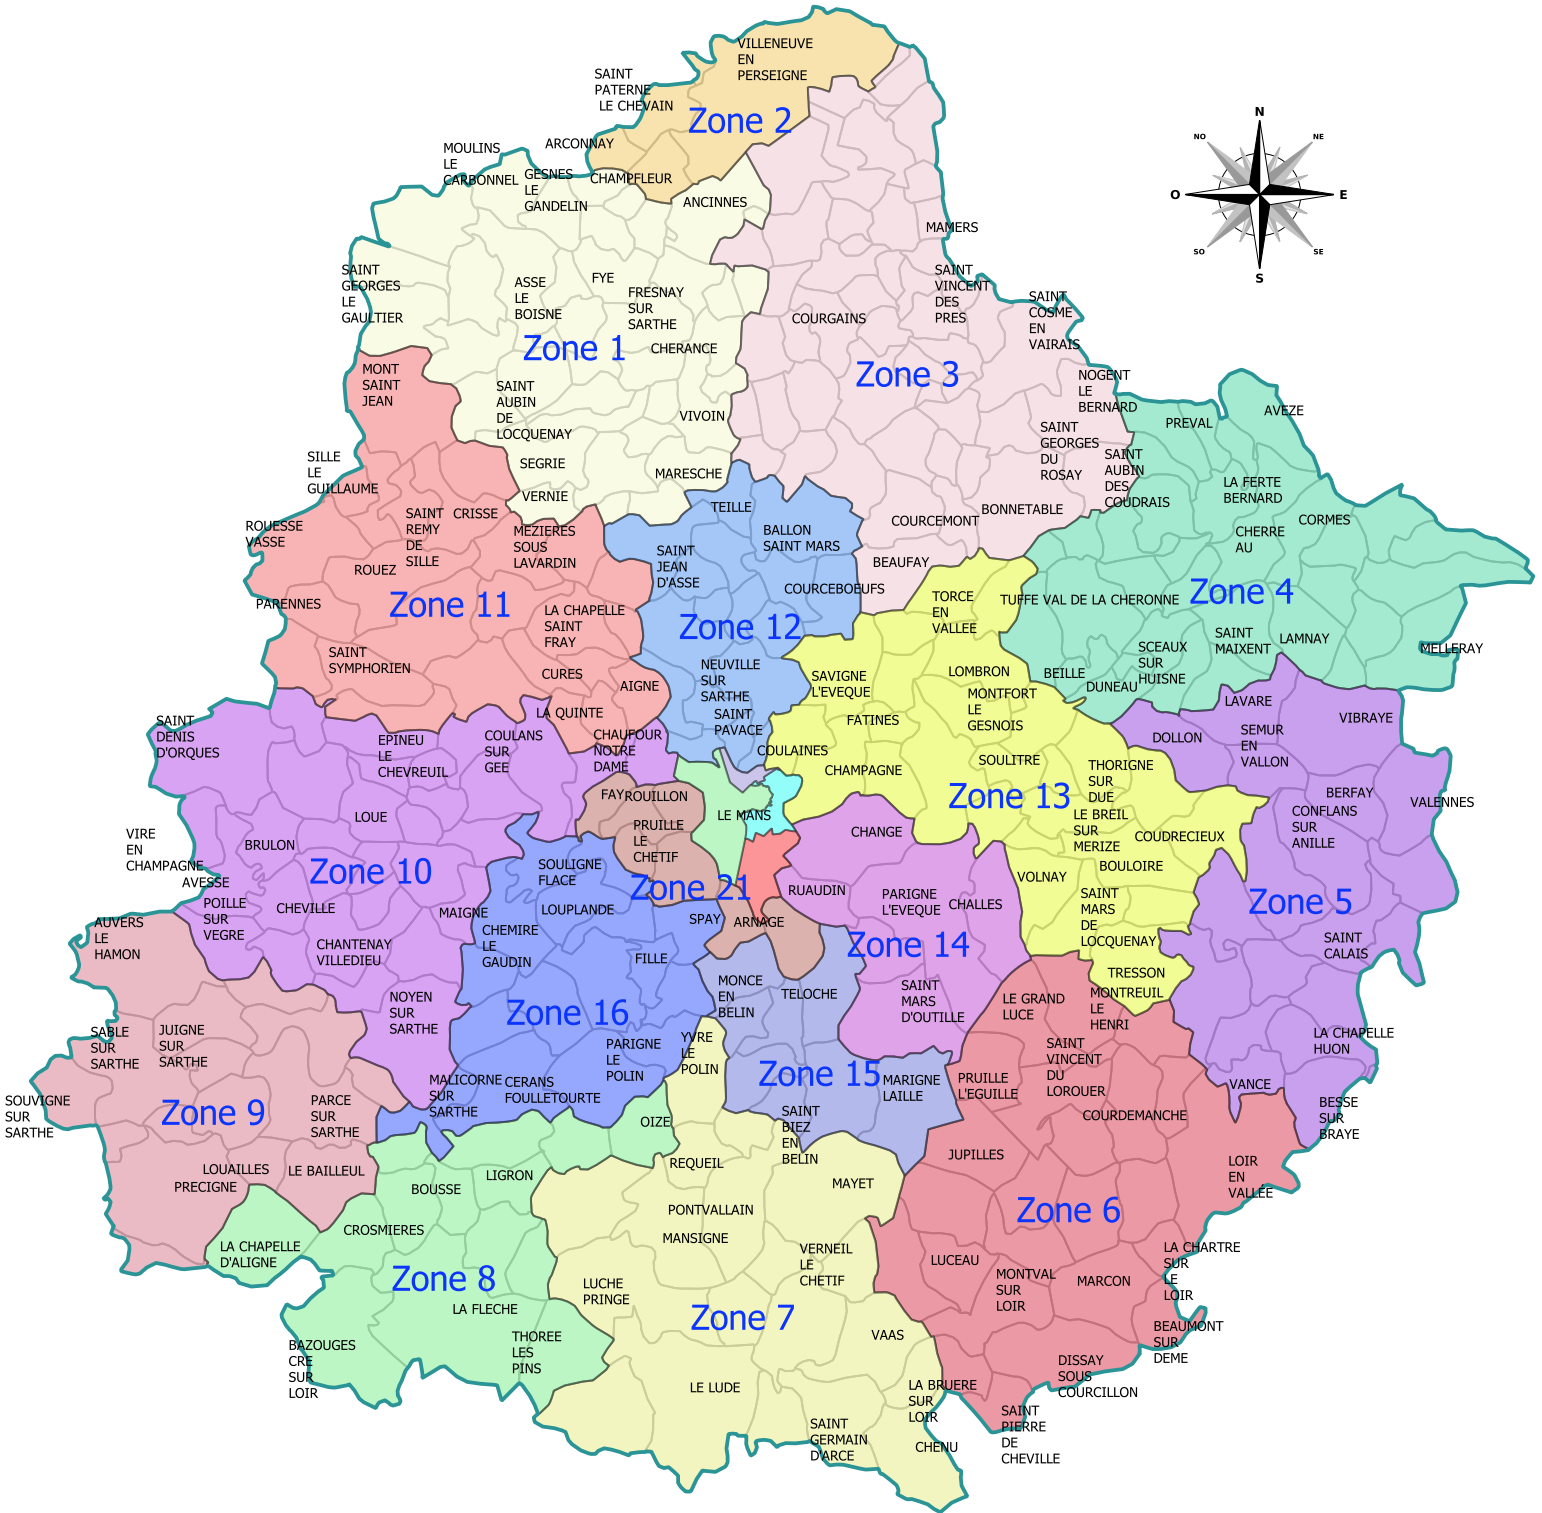 VILLENEUVE
EN
PERSEIGNE
SAINT
PATERNE
LE CHEVAIN
Zone 2
N
NO
NE
O
E
SO
SE
S
ARCONNAY
MOULINS
LE
CARBONNEL
GESNES
LE
GANDELIN
CHAMPFLEUR
ANCINNES
MAMERS
SAINT
GEORGES
LE
GAULTIER
ASSE
LE
BOISNE
FYE
FRESNAY
SUR
SARTHE
Zone 1
CHERANCE
COURGAINS
SAINT
VINCENT
DES
PRES
SAINT
COSME
EN
VAIRAIS
Zone 3
MONT
SAINT
JEAN
SAINT
AUBIN
DE
LOCQUENAY
VIVOIN
NOGENT
LE
BERNARD
PREVAL
AVEZE
SAINT
GEORGES
DU
ROSAY
SAINT
AUBIN
DES
COUDRAIS
SILLE
LE
GUILLAUME
SEGRIE
MARESCHE
VERNIE
LA FERTE
BERNARD
CORMES
CHERRE
AU
TEILLE
BONNETABLE
COURCEMONT
ROUESSE
VASSE
SAINT
REMY
DE
SILLE
CRISSE
MEZIERES
SOUS
LAVARDIN
BALLON
SAINT MARS
SAINT
JEAN
D'ASSE
BEAUFAY
ROUEZ
COURCEBOEUFS
Zone 4
PARENNES
Zone 11
LA CHAPELLE
SAINT
FRAY
Zone 12
TORCE
EN
VALLEE
TUFFE VAL DE LA CHERONNE
SAINT
MAIXENT
LAMNAY
MELLERAY
SCEAUX
SUR
HUISNE
SAINT
SYMPHORIEN
CURES
AIGNE
NEUVILLE
SUR
SARTHE
SAVIGNE
L'EVEQUE
LOMBRON
BEILLE
DUNEAU
MONTFORT
LE
GESNOIS
LAVARE
VIBRAYE
LA QUINTE
SAINT
PAVACE
FATINES
SAINT
DENIS
D'ORQUES
EPINEU
LE
CHEVREUIL
COULANS
SUR
GEE
CHAUFOUR
NOTRE
DAME
COULAINES
DOLLON
SEMUR
EN
VALLON
SOULITRE
THORIGNE
SUR
DUE
CHAMPAGNE
Zone 13
FAY
ROUILLON
BERFAY
VALENNES
LOUE
LE MANS
LE BREIL
SUR
MERIZE
CONFLANS
SUR
ANILLE
PRUILLE
LE
CHETIF
CHANGE
COUDRECIEUX
VIRE
EN
CHAMPAGNE
BRULON
Zone 10
SOULIGNE
FLACE
BOULOIRE
AVESSE
Zone 21
RUAUDIN
VOLNAY
PARIGNE
L'EVEQUE
CHALLES
Zone 5
POILLE
SUR
VEGRE
CHEVILLE
MAIGNE
LOUPLANDE
SPAY
ARNAGE
SAINT
MARS
DE
LOCQUENAY
AUVERS
LE
HAMON
CHEMIRE
LE
GAUDIN
CHANTENAY
VILLEDIEU
FILLE
Zone 14
SAINT
CALAIS
TRESSON
MONCE
EN
BELIN
TELOCHE
SAINT
MARS
D'OUTILLE
LE GRAND
LUCE
MONTREUIL
LE
HENRI
NOYEN
SUR
SARTHE
Zone 16
SABLE
SUR
SARTHE
JUIGNE
SUR
SARTHE
PARIGNE
LE
POLIN
YVRE
LE
POLIN
SAINT
VINCENT
DU
LOROUER
LA CHAPELLE
HUON
Zone 15
MALICORNE
SUR
SARTHE
CERANS
FOULLETOURTE
MARIGNE
LAILLE
PRUILLE
L'EGUILLE
VANCE
SOUVIGNE
SUR
SARTHE
Zone 9
PARCE
SUR
SARTHE
OIZE
SAINT
BIEZ
EN
BELIN
COURDEMANCHE
BESSE
SUR
BRAYE
LOUAILLES
LE BAILLEUL
PRECIGNE
LIGRON
BOUSSE
REQUEIL
MAYET
JUPILLES
LOIR
EN
VALLÉE
Zone 6
CROSMIERES
PONTVALLAIN
MANSIGNE
LA CHAPELLE
D'ALIGNE
VERNEIL
LE
CHETIF
LUCEAU
LA CHARTRE
SUR
LE
LOIR
Zone 8
LUCHE
PRINGE
MONTVAL
SUR
LOIR
MARCON
LA FLECHE
Zone 7
BAZOUGES
CRE
SUR
LOIR
THOREE
LES
PINS
VAAS
BEAUMONT
SUR
DEME
DISSAY
SOUS
COURCILLON
LE LUDE
LA BRUERE
SUR
LOIR
SAINT
PIERRE
DE
CHEVILLE
SAINT
GERMAIN
D'ARCE
CHENU